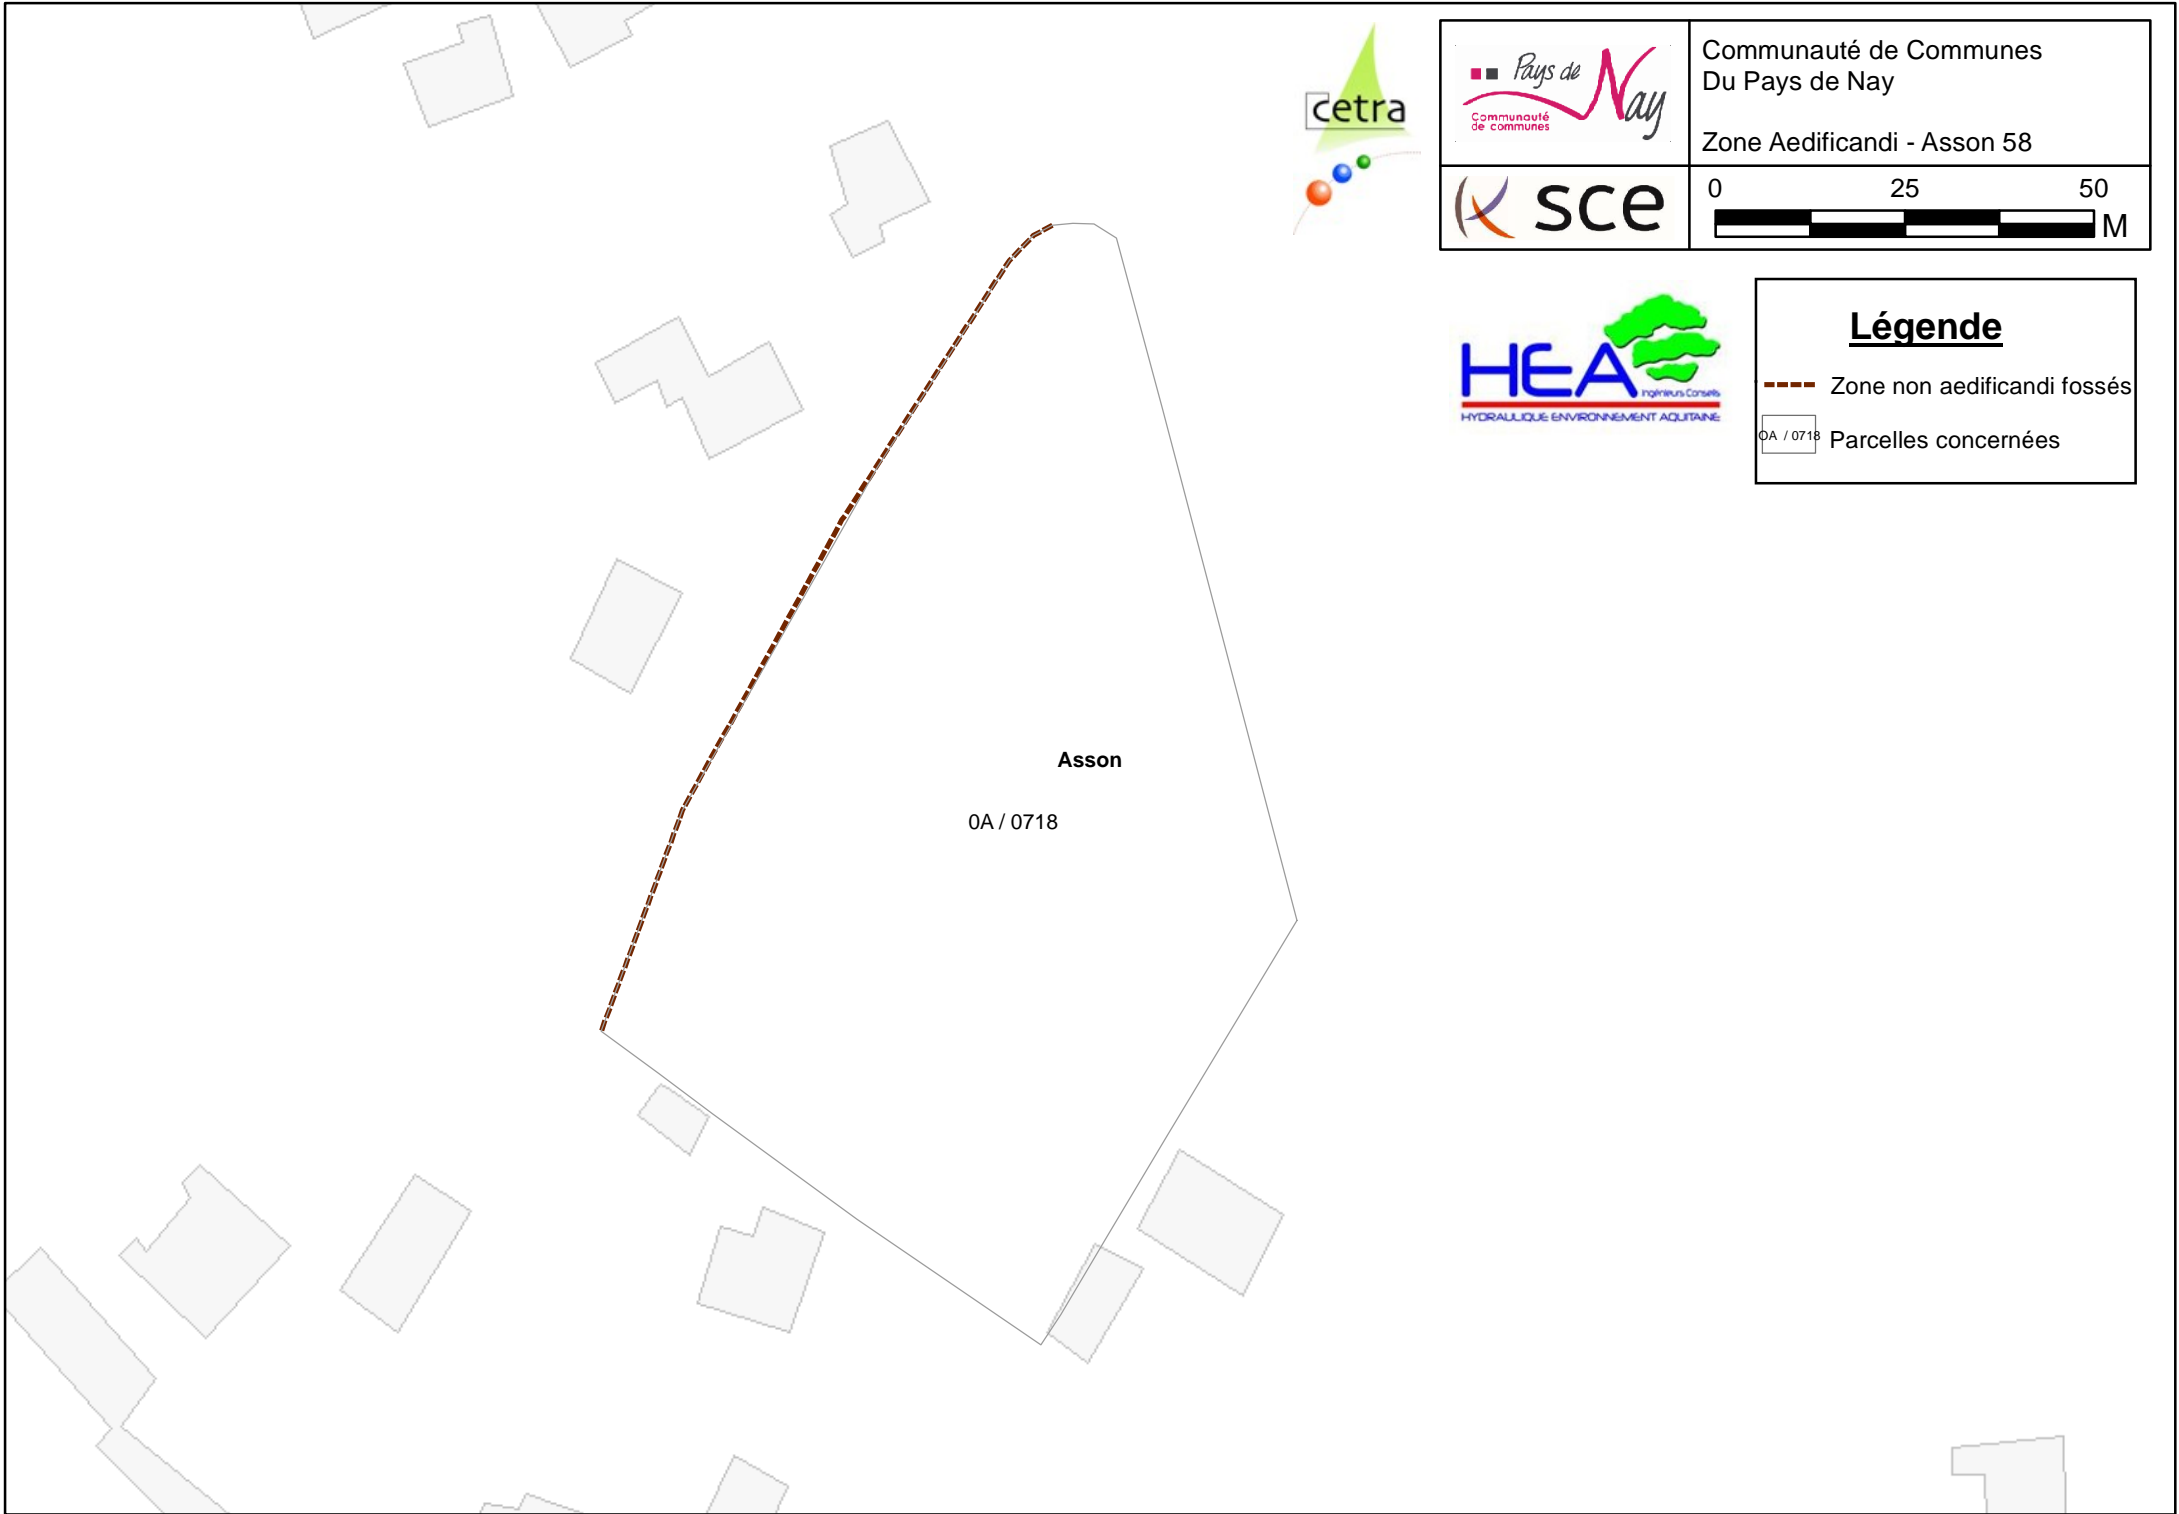 cetra
Pays de Nay
Communauté
de communes
Communauté de Communes
Du Pays de Nay
Zone Aedificandi - Asson 58
sce
0 25 50
M
HEA
Ingénieurs Conseils
HYDRAULIQUE ENVIRONNEMENT AQUITAINE
Légende
Zone non aedificandi fossés
0A / 0718 Parcelles concernées
Asson
0A / 0718